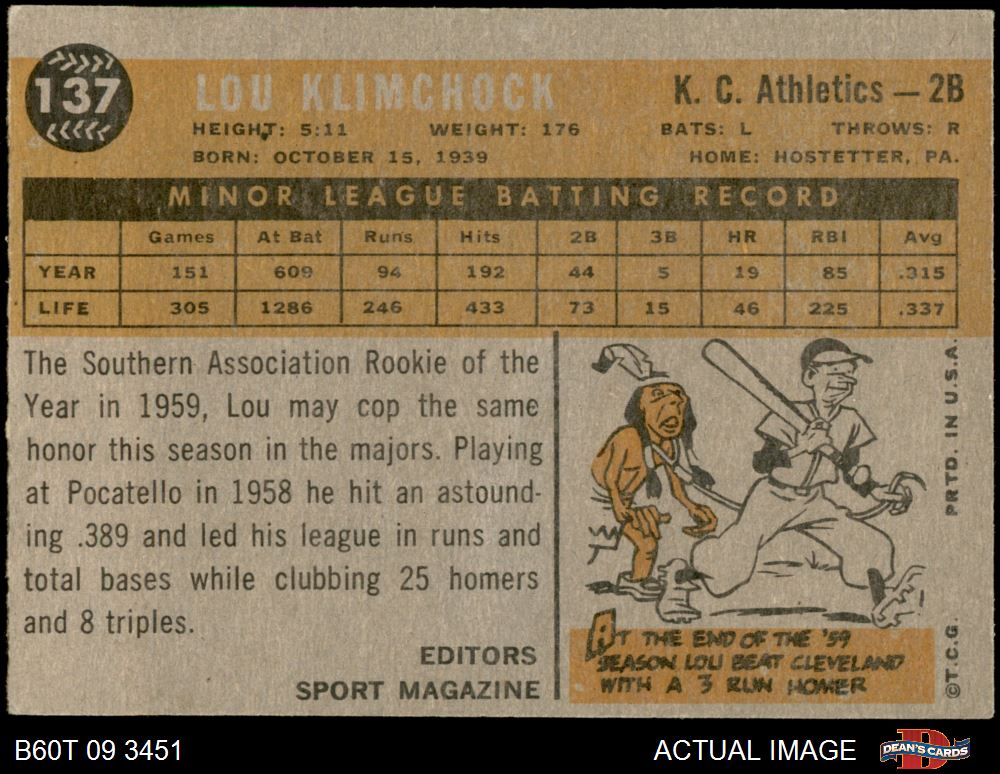 137
LOU KLIMCHOCK
K. C. Athletics — 2B
HEIGHT: 5:11 WEIGHT: 176 BATS: L THROWS: R
BORN: OCTOBER 15, 1939 HOME: HOSTETTER, PA.
MINOR LEAGUE BATTING RECORD
Games At Bat Runs Hits 2B 3B HR RBI Avg
YEAR 151 609 94 192 44 5 19 85 .315
LIFE 305 1286 246 433 73 15 46 225 .337
The Southern Association Rookie of the
Year in 1959, Lou may cop the same
honor this season in the majors. Playing
at Pocatello in 1958 he hit an astound-
ing .389 and led his league in runs and
total bases while clubbing 25 homers
and 8 triples.
EDITORS
SPORT MAGAZINE
AT THE END OF THE '59
SEASON LOU BEAT CLEVELAND
WITH A 3 RUN HOMER
©T.C.G. PRTD. IN U.S.A.
B60T 09 3451
ACTUAL IMAGE
DEAN'S CARDS